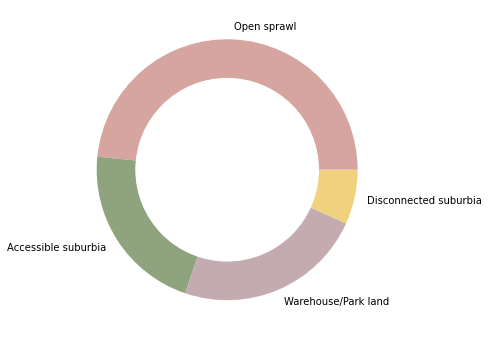 Open sprawl
Disconnected suburbia
Accessible suburbia
Warehouse/Park land